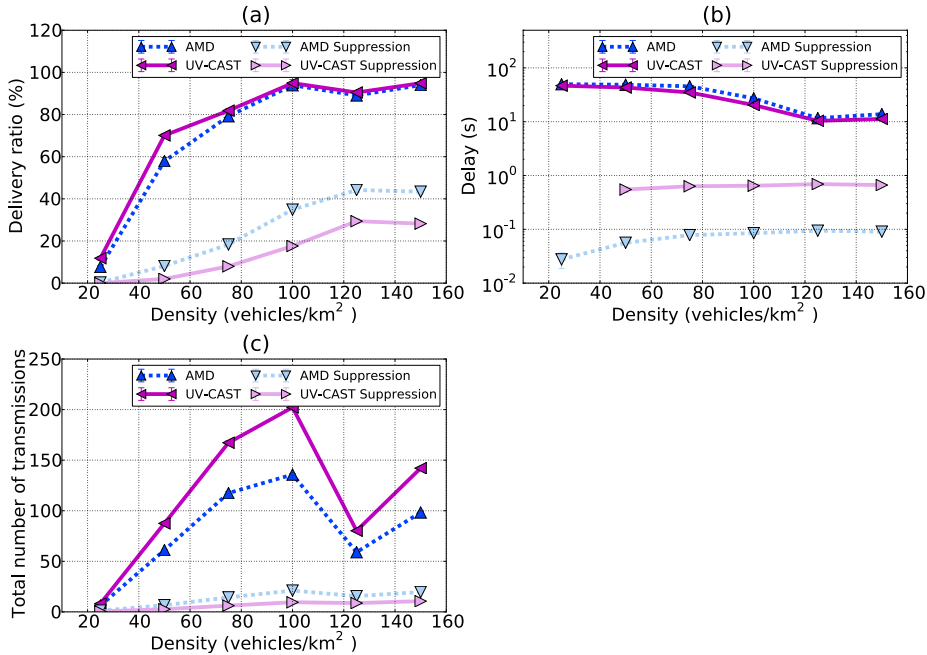 (a)
120
100
80
60
40
20
0
Delivery ratio (%)
AMD
UV-CAST
AMD Suppression
UV-CAST Suppression
20 40 60 80 100 120 140 160
Density (vehicles/km²)
(b)
10²
10¹
10⁰
10⁻¹
10⁻²
Delay (s)
AMD
UV-CAST
AMD Suppression
UV-CAST Suppression
20 40 60 80 100 120 140 160
Density (vehicles/km²)
(c)
250
200
150
100
50
0
Total number of transmissions
AMD
UV-CAST
AMD Suppression
UV-CAST Suppression
20 40 60 80 100 120 140 160
Density (vehicles/km²)